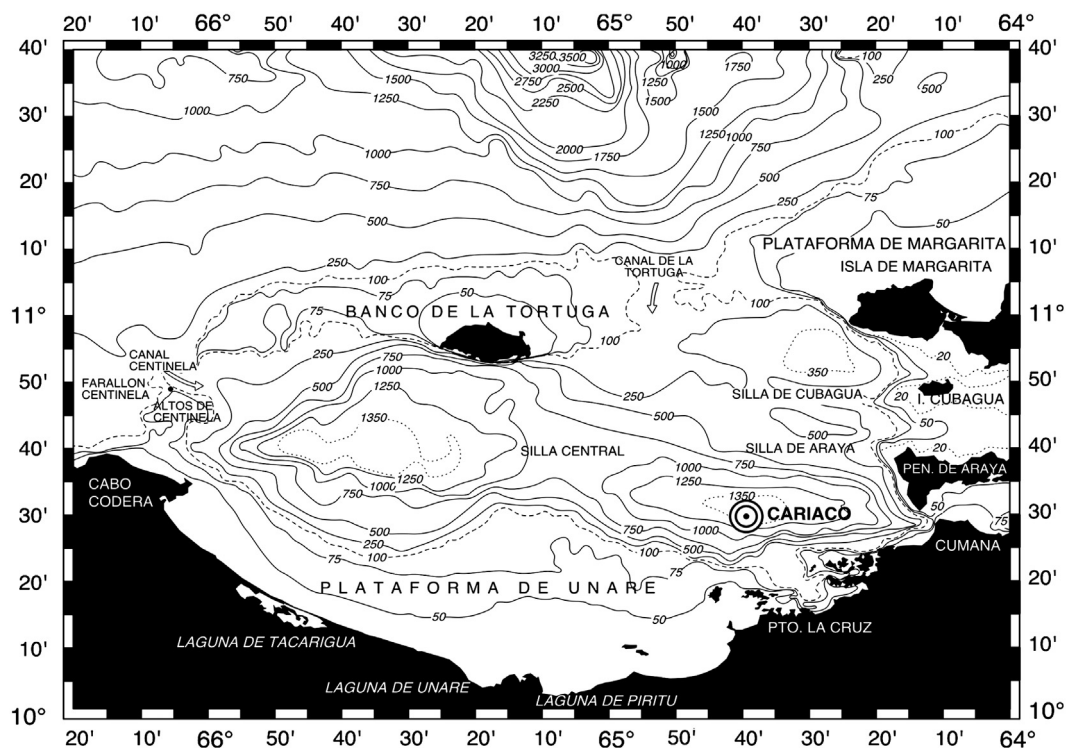 20' 10' 66° 50' 40' 30' 20' 10' 65° 50' 40' 30' 20' 10' 64°
40' 40'
3250 3500 1000 1750 100 250
750 1500 3000 1250
1250 2750 2500 1500 500
1000 2250
30' 30'
1250 1000 100
1000 2000 750
1750
750 500
20' 20'
250 75
500 50
10' 10'
PLATAFORMA DE MARGARITA
250 CANAL DE LA
TORTUGA ISLA DE MARGARITA
100
75 50 100
11° 11°
75 BANCO DE LA TORTUGA
100
250 750 250 20
CANAL
CENTINELA
1000 350
50' 500 1250 50'
FARALLON
CENTINELA
SILLA DE CUBAGUA I. CUBAGUA
250 20
ALTOS DE
CENTINELA
1350 500 500
SILLA CENTRAL SILLA DE ARAYA
40' 20 40'
750
1000 PEN. DE ARAYA
CABO
CODERA
1250 1250
1000 1350
750 50
30' CARIACO 30'
500 750 1000 75
250 500 CUMANA
100 100
75 75
20' PLATAFORMA DE UNARE 20'
50 50
PTO. LA CRUZ
LAGUNA DE TACARIGUA
10' 10'
LAGUNA DE UNARE
LAGUNA DE PIRITU
10° 10°
20' 10' 66° 50' 40' 30' 20' 10' 65° 50' 40' 30' 20' 10' 64°